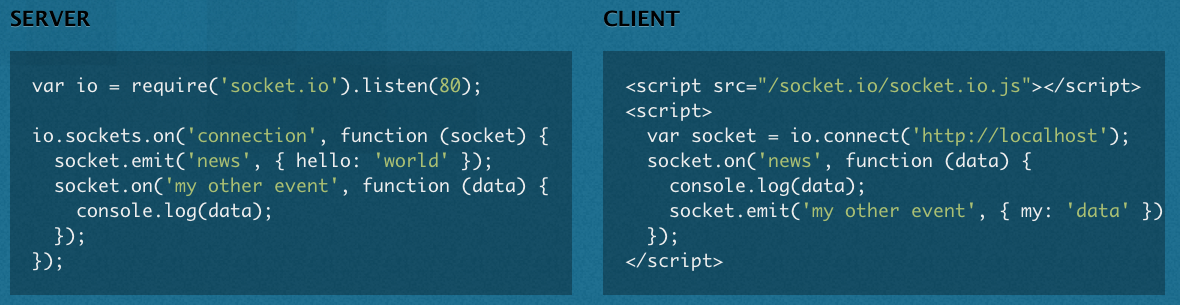 SERVER
var io = require('socket.io').listen(80);
io.sockets.on('connection', function (socket) {
socket.emit('news', { hello: 'world' });
socket.on('my other event', function (data) {
console.log(data);
});
});
CLIENT
<script src="/socket.io/socket.io.js"></script>
<script>
var socket = io.connect('http://localhost');
socket.on('news', function (data) {
console.log(data);
socket.emit('my other event', { my: 'data' })
});
</script>